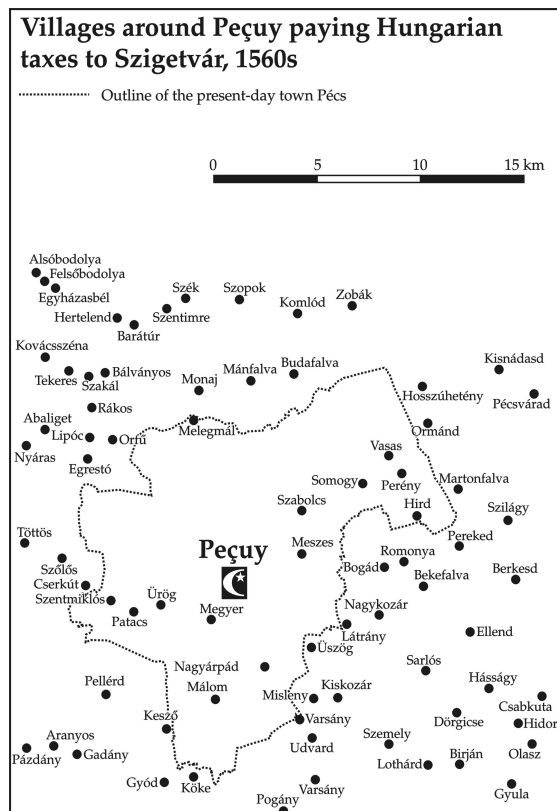 Villages around Peçuy paying Hungarian
taxes to Szigetvár, 1560s
Outline of the present-day town Pécs
0 5 10 15 km
Alsóbodolya
Felsőbodolya
Egyházasbél
Szék
Szopok
Zobák
Komlód
Szentimre
Hertelend
Barátúr
Kovácsszéna
Kisnádasd
Tekeres
Szakál
Bálványos
Monaj
Mánfalva
Budafalva
Hosszúhetény
Pécsvárad
Rákos
Abaliget
Lipóc
Orfű
Melegmál
Ormánd
Nyáras
Egrestő
Vasas
Somogy
Perény
Martonfalva
Szabolcs
Hird
Szilágy
Töttös
Peçuy
Meszes
Romonya
Pereked
Szőlős
Bogád
Bekefalva
Berkesd
Cserkút
Szentmiklós
Ürög
Patacs
Megyer
Nagykozár
Látrány
Ellend
Üszög
Nagyárpád
Sarlós
Pellérd
Málom
Misleny
Kiskozár
Hásságy
Csabkuta
Kesző
Varsány
Dörgicse
Hidor
Aranyos
Udvard
Szemely
Pázdány
Gadány
Olasz
Lothárd
Birján
Gyód
Köke
Varsány
Gyula
Pogány